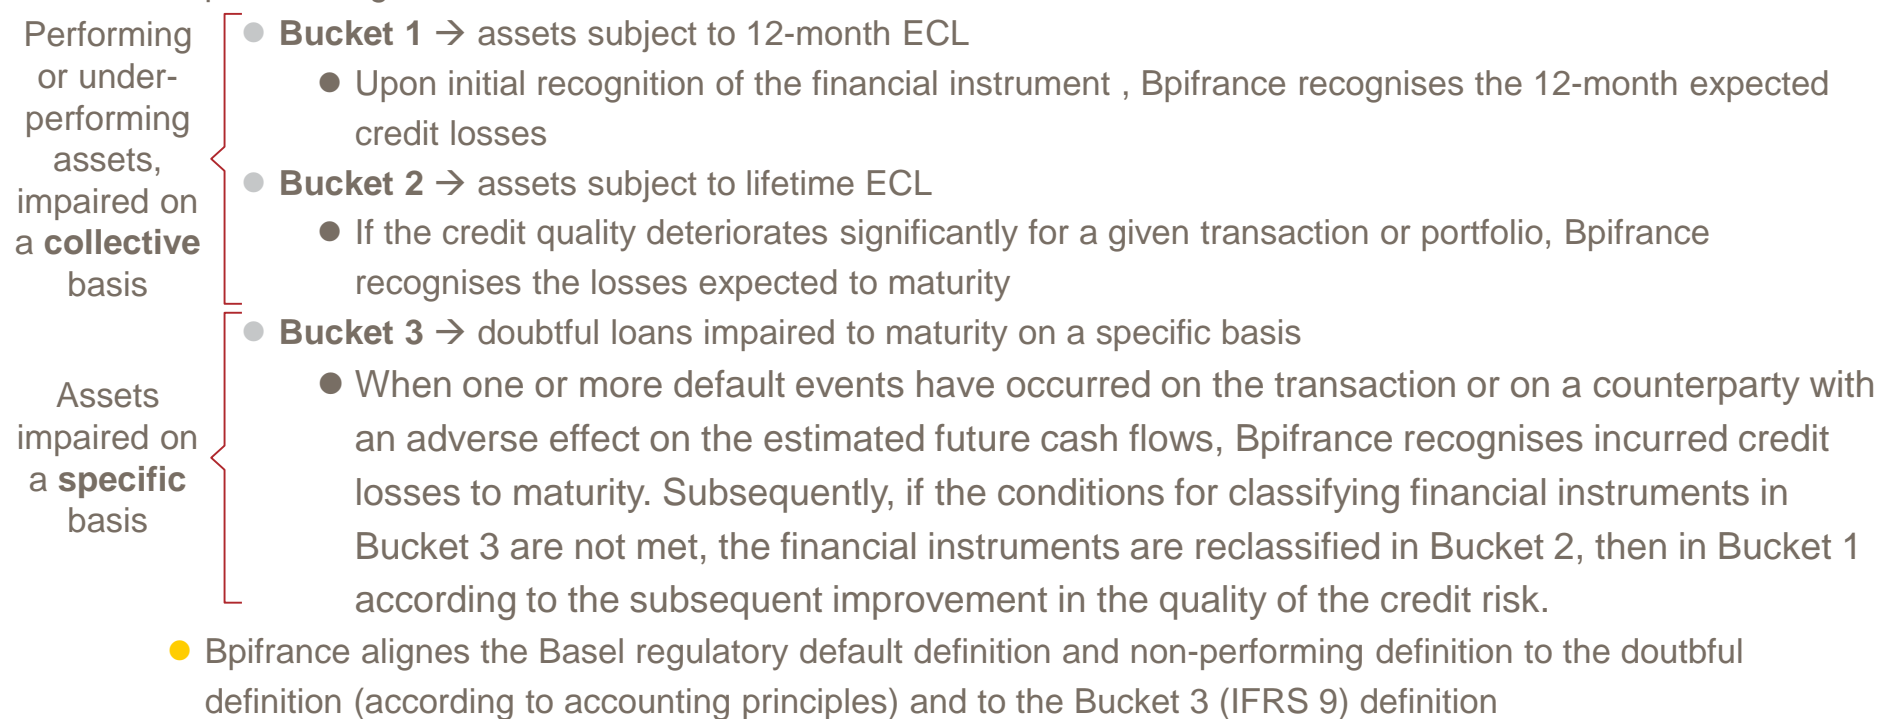 Performing
or under-
performing
assets,
impaired on
a collective
basis
● Bucket 1 → assets subject to 12-month ECL
● Upon initial recognition of the financial instrument , Bpifrance recognises the 12-month expected
credit losses
● Bucket 2 → assets subject to lifetime ECL
● If the credit quality deteriorates significantly for a given transaction or portfolio, Bpifrance
recognises the losses expected to maturity
Assets
impaired on
a specific
basis
● Bucket 3 → doubtful loans impaired to maturity on a specific basis
● When one or more default events have occurred on the transaction or on a counterparty with
an adverse effect on the estimated future cash flows, Bpifrance recognises incurred credit
losses to maturity. Subsequently, if the conditions for classifying financial instruments in
Bucket 3 are not met, the financial instruments are reclassified in Bucket 2, then in Bucket 1
according to the subsequent improvement in the quality of the credit risk.
● Bpifrance alignes the Basel regulatory default definition and non-performing definition to the doutbful
definition (according to accounting principles) and to the Bucket 3 (IFRS 9) definition